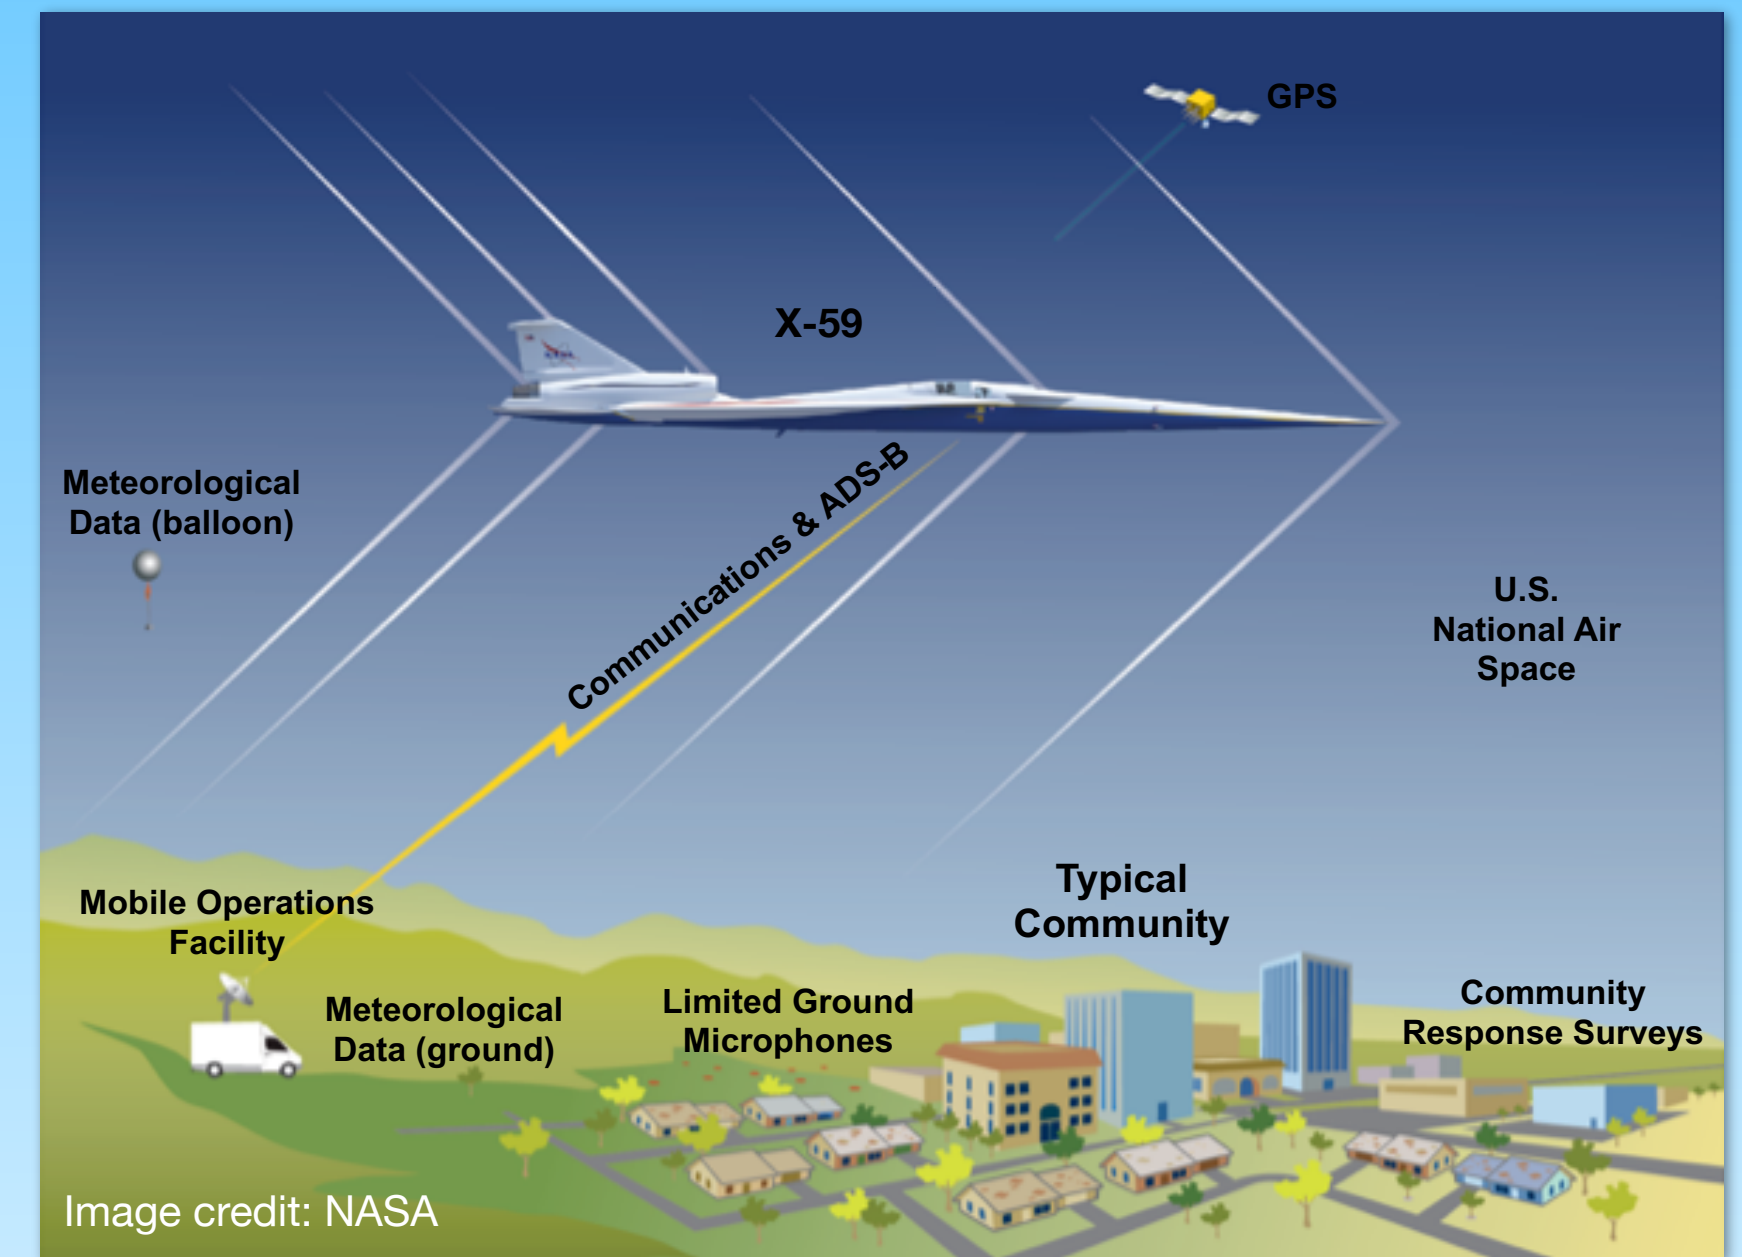 GPS
X-59
Communications & ADS-B
Meteorological
Data (balloon)
U.S.
National Air
Space
Typical
Community
Mobile Operations
Facility
Meteorological
Data (ground)
Limited Ground
Microphones
Community
Response Surveys
Image credit: NASA